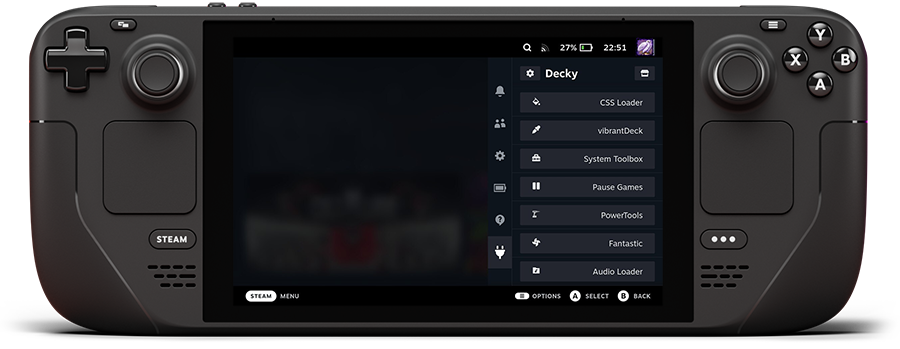 27% 22:51
Decky
CSS Loader
vibrantDeck
System Toolbox
Pause Games
PowerTools
Fantastic
Audio Loader
STEAM
STEAM MENU
OPTIONS A SELECT B BACK
Y
X B
A